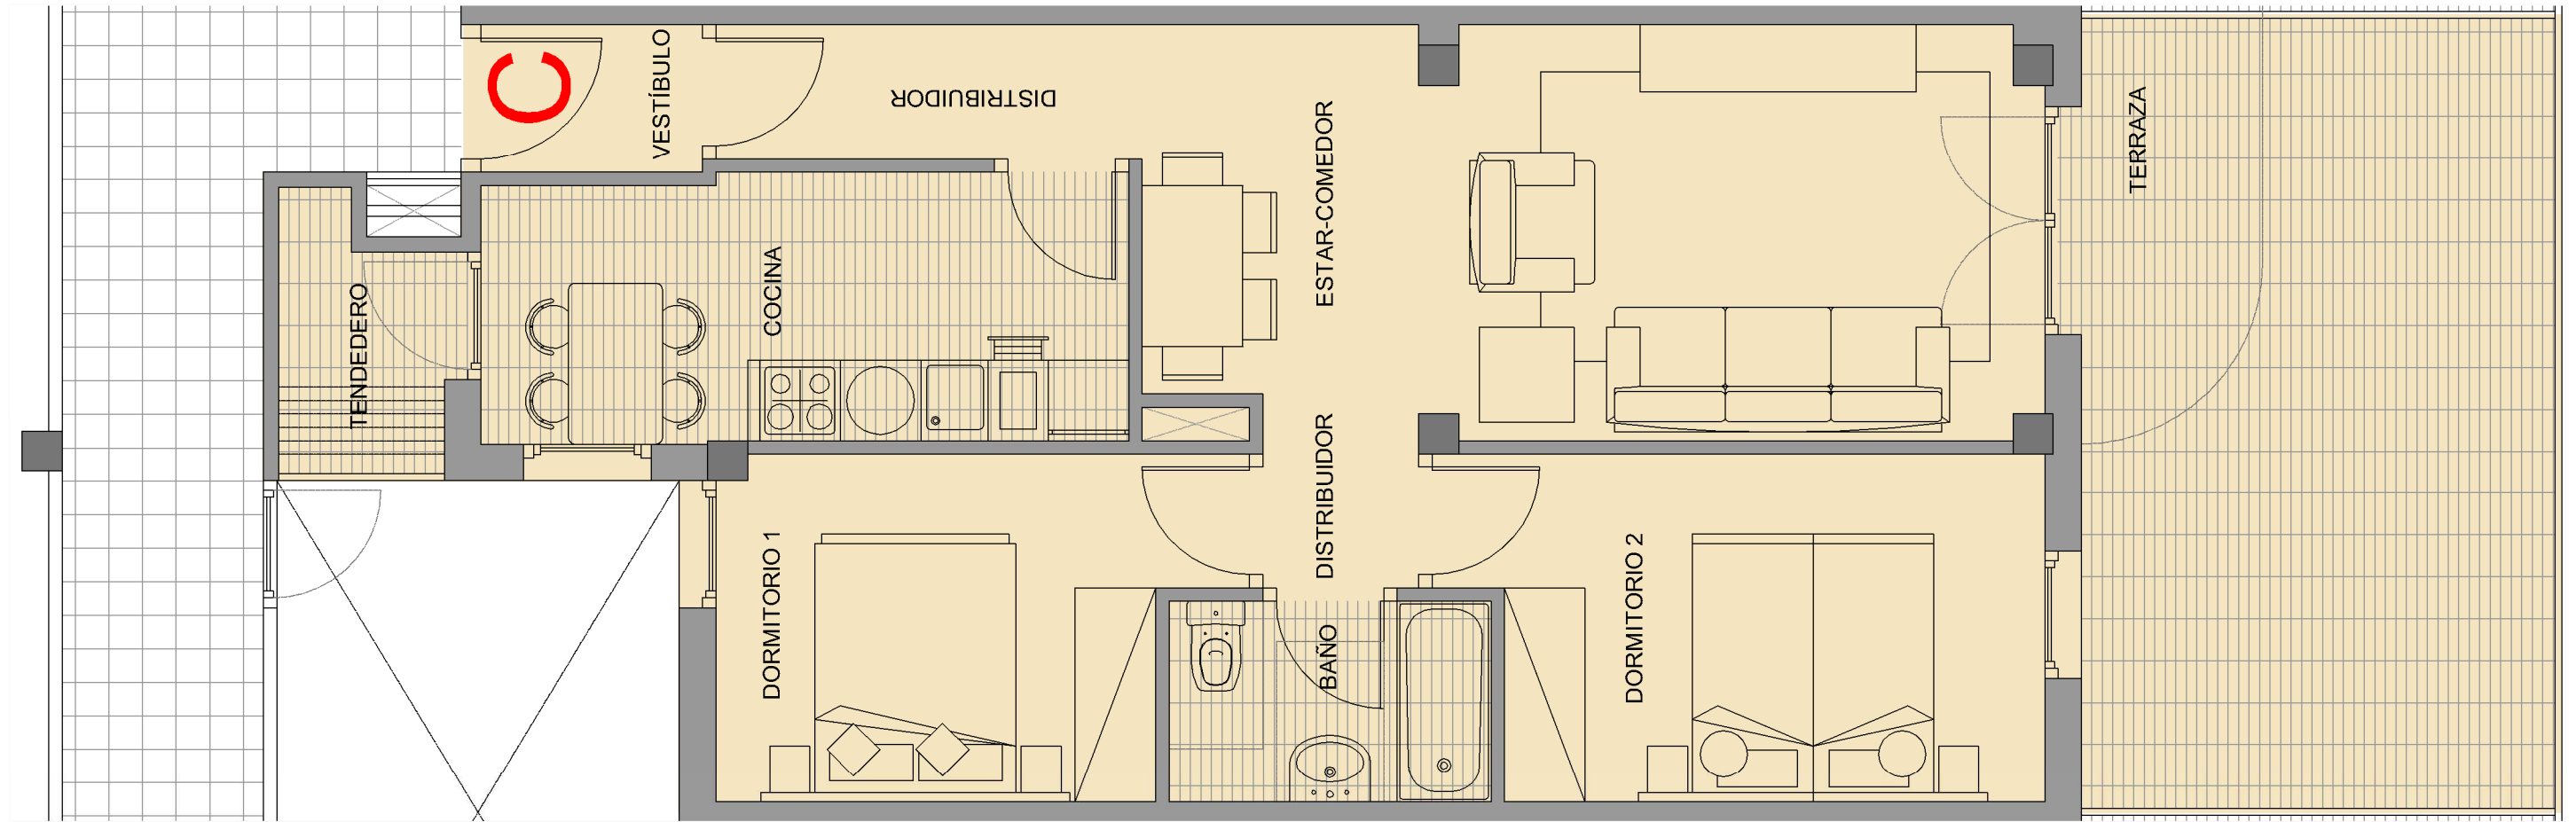 C
VESTÍBULO
DISTRIBUIDOR
ESTAR-COMEDOR
TERRAZA
TENDEDERO
COCINA
DISTRIBUIDOR
DORMITORIO 1
BAÑO
DORMITORIO 2